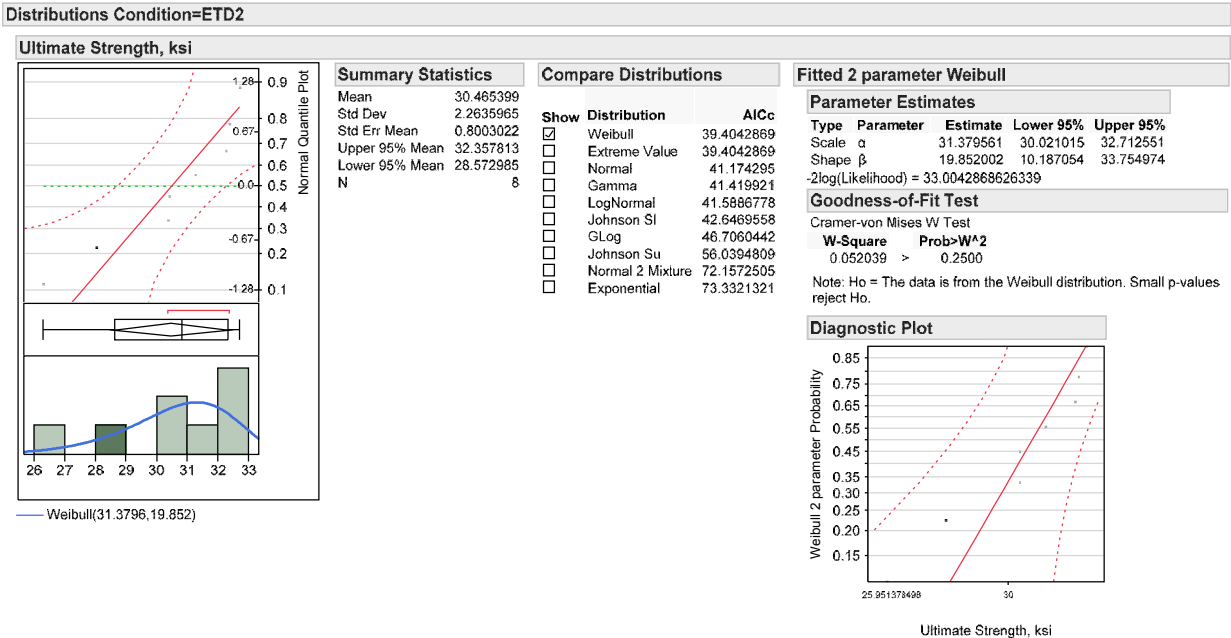 Distributions Condition=ETD2
Ultimate Strength, ksi
1.28 0.9
0.8
0.67 0.7
0.6
0.0 0.5
0.4
0.3
-0.67
0.2
-1.28 0.1
Normal Quantile Plot
26 27 28 29 30 31 32 33
Weibull(31.3796,19.852)
Summary Statistics
Mean 30.465399
Std Dev 2.2635965
Std Err Mean 0.8003022
Upper 95% Mean 32.357813
Lower 95% Mean 28.572985
N 8
Compare Distributions
Show Distribution AICc
Weibull 39.4042869
Extreme Value 39.4042869
Normal 41.174295
Gamma 41.419921
LogNormal 41.5886778
Johnson Sl 42.6469558
GLog 46.7060442
Johnson Su 56.0394809
Normal 2 Mixture 72.1572505
Exponential 73.3321321
Fitted 2 parameter Weibull
Parameter Estimates
Type Parameter Estimate Lower 95% Upper 95%
Scale α 31.379561 30.021015 32.712551
Shape β 19.852002 10.187054 33.754974
-2log(Likelihood) = 33.0042868626339
Goodness-of-Fit Test
Cramer-von Mises W Test
W-Square Prob>W^2
0.052039 > 0.2500
Note: Ho = The data is from the Weibull distribution. Small p-values
reject Ho.
Diagnostic Plot
Weibull 2 parameter Probability
0.85
0.75
0.65
0.55
0.45
0.35
0.30
0.25
0.20
0.15
25.951378498 30
Ultimate Strength, ksi